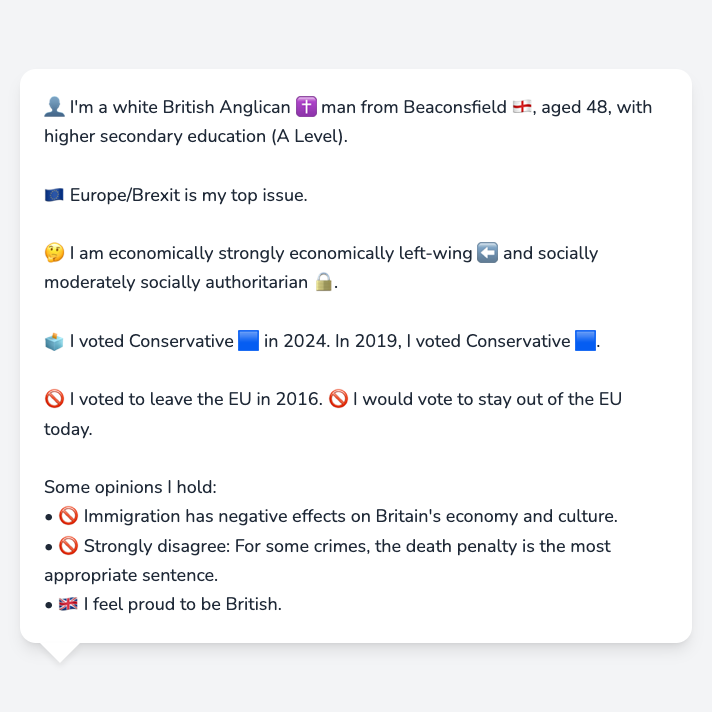 👤 I'm a white British Anglican ✝️ man from Beaconsfield 🏴󠁧󠁢󠁥󠁮󠁧󠁿, aged 48, with
higher secondary education (A Level).
🇪🇺 Europe/Brexit is my top issue.
🤔 I am economically strongly economically left-wing ⬅️ and socially
moderately socially authoritarian 🔒.
🗳️ I voted Conservative 🟦 in 2024. In 2019, I voted Conservative 🟦.
🚫 I voted to leave the EU in 2016. 🚫 I would vote to stay out of the EU
today.
Some opinions I hold:
• 🚫 Immigration has negative effects on Britain's economy and culture.
• 🚫 Strongly disagree: For some crimes, the death penalty is the most
appropriate sentence.
• 🇬🇧 I feel proud to be British.